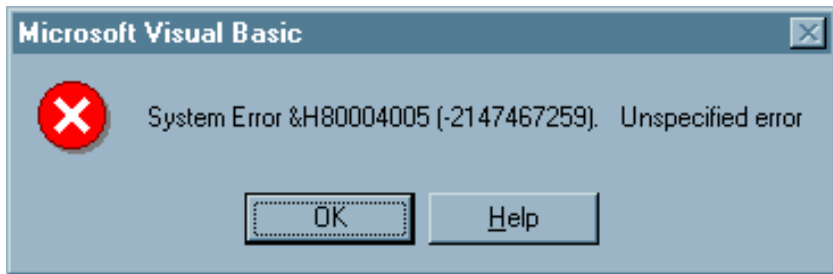 Microsoft Visual Basic
System Error &H80004005 (-2147467259). Unspecified error
OK
Help